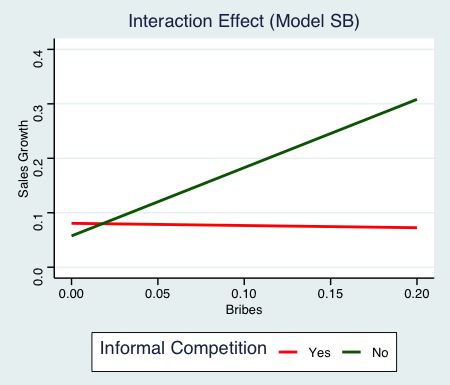 Interaction Effect (Model SB)
Sales Growth
0.4
0.3
0.2
0.1
0.0
0.00 0.05 0.10 0.15 0.20
Bribes
Informal Competition Yes No